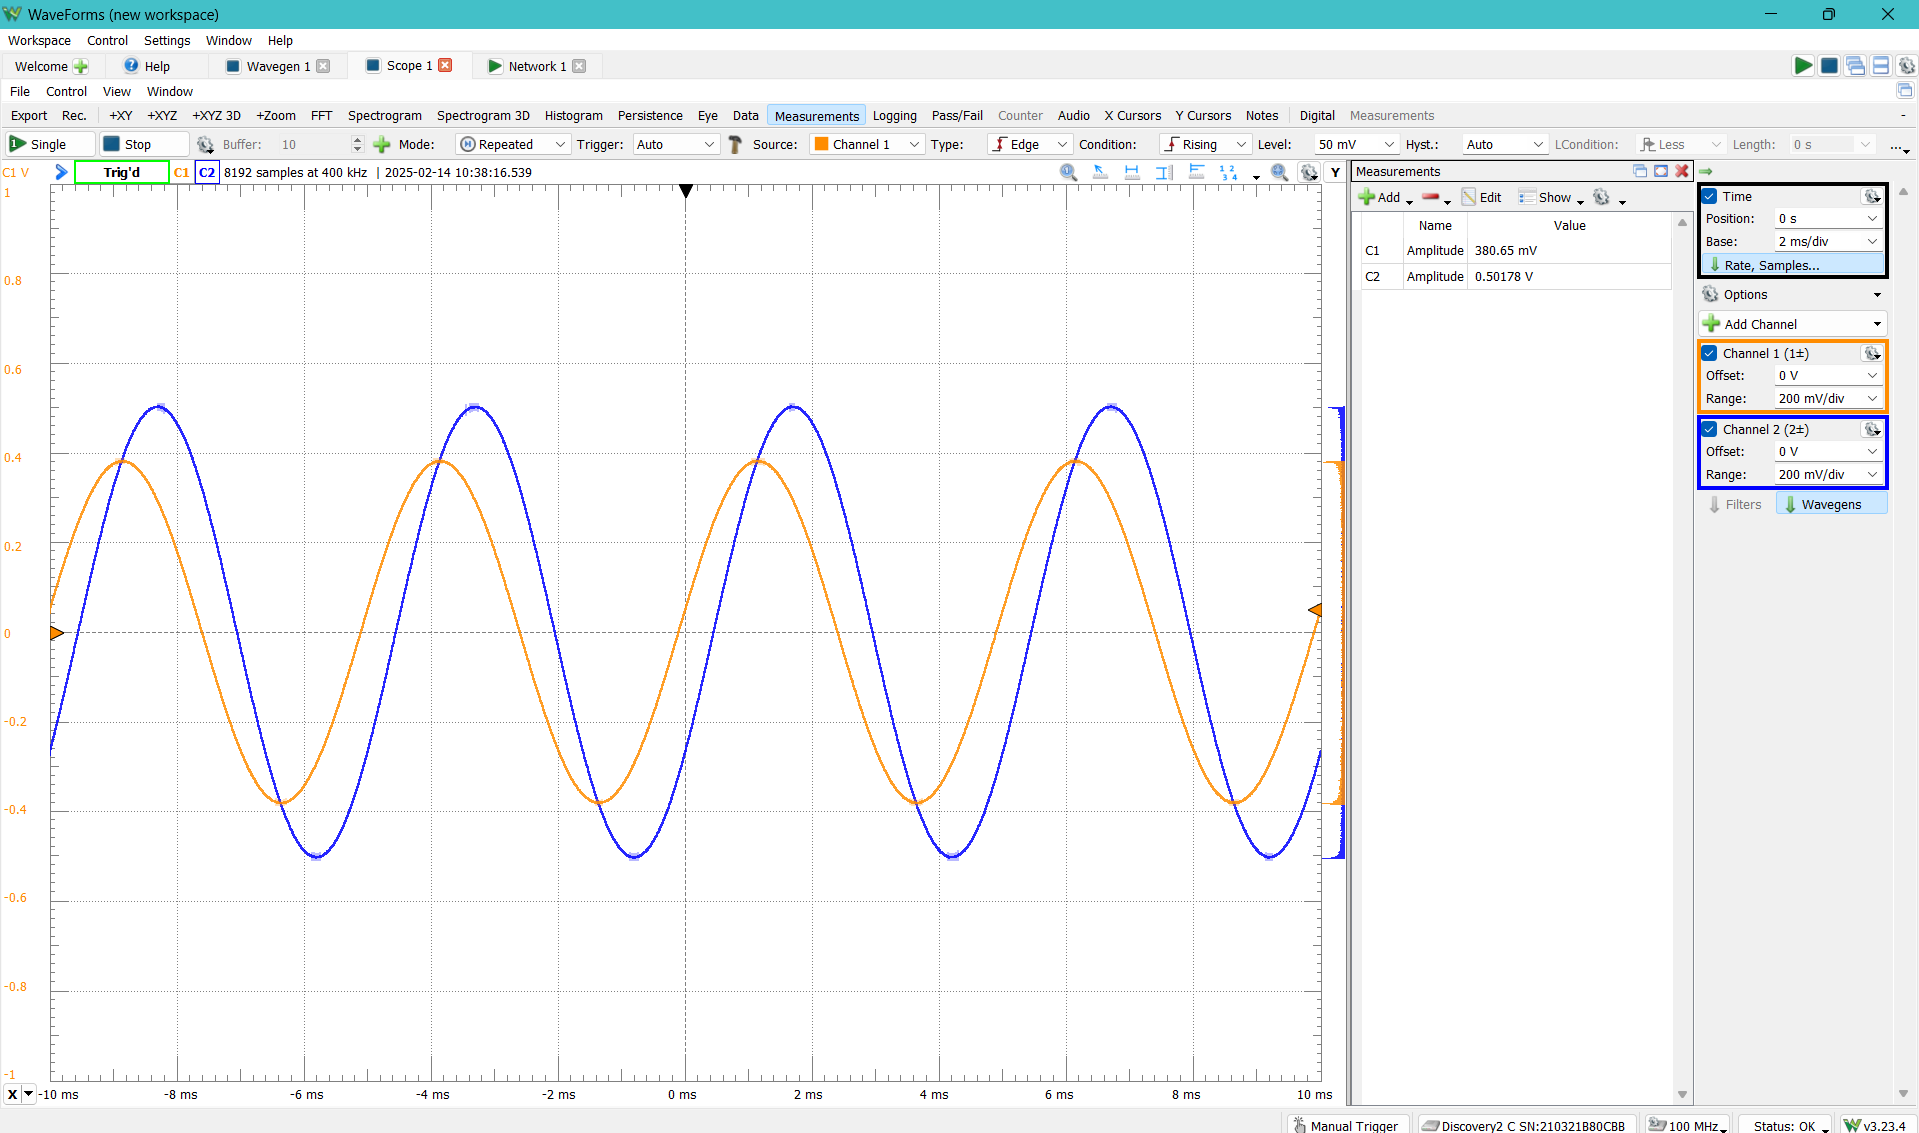 WaveForms (new workspace)
Workspace Control Settings Window Help
Welcome Help Wavegen 1 Scope 1 Network 1
File Control View Window
Export Rec. +XY +XYZ +XYZ 3D +Zoom FFT Spectrogram Spectrogram 3D Histogram Persistence Eye Data Measurements Logging Pass/Fail Counter Audio X Cursors Y Cursors Notes Digital Measurements -
Single Stop Buffer: 10 Mode: Repeated Trigger: Auto Source: Channel 1 Type: Edge Condition: Rising Level: 50 mV Hyst.: Auto LCondition: Less Length: 0 s ...
C1 V Trig'd C1 C2 8192 samples at 400 kHz | 2025-02-14 10:38:16.539 Y
1
0.8
0.6
0.4
0.2
0
-0.2
-0.4
-0.6
-0.8
-1
X -10 ms -8 ms -6 ms -4 ms -2 ms 0 ms 2 ms 4 ms 6 ms 8 ms 10 ms
Measurements
Add Edit Show
Name Value
C1 Amplitude 380.65 mV
C2 Amplitude 0.50178 V
Time
Position: 0 s
Base: 2 ms/div
Rate, Samples...
Options
Add Channel
Channel 1 (1±)
Offset: 0 V
Range: 200 mV/div
Channel 2 (2±)
Offset: 0 V
Range: 200 mV/div
Filters Wavegens
Manual Trigger Discovery2 C SN:210321B80CBB 100 MHz Status: OK v3.23.4